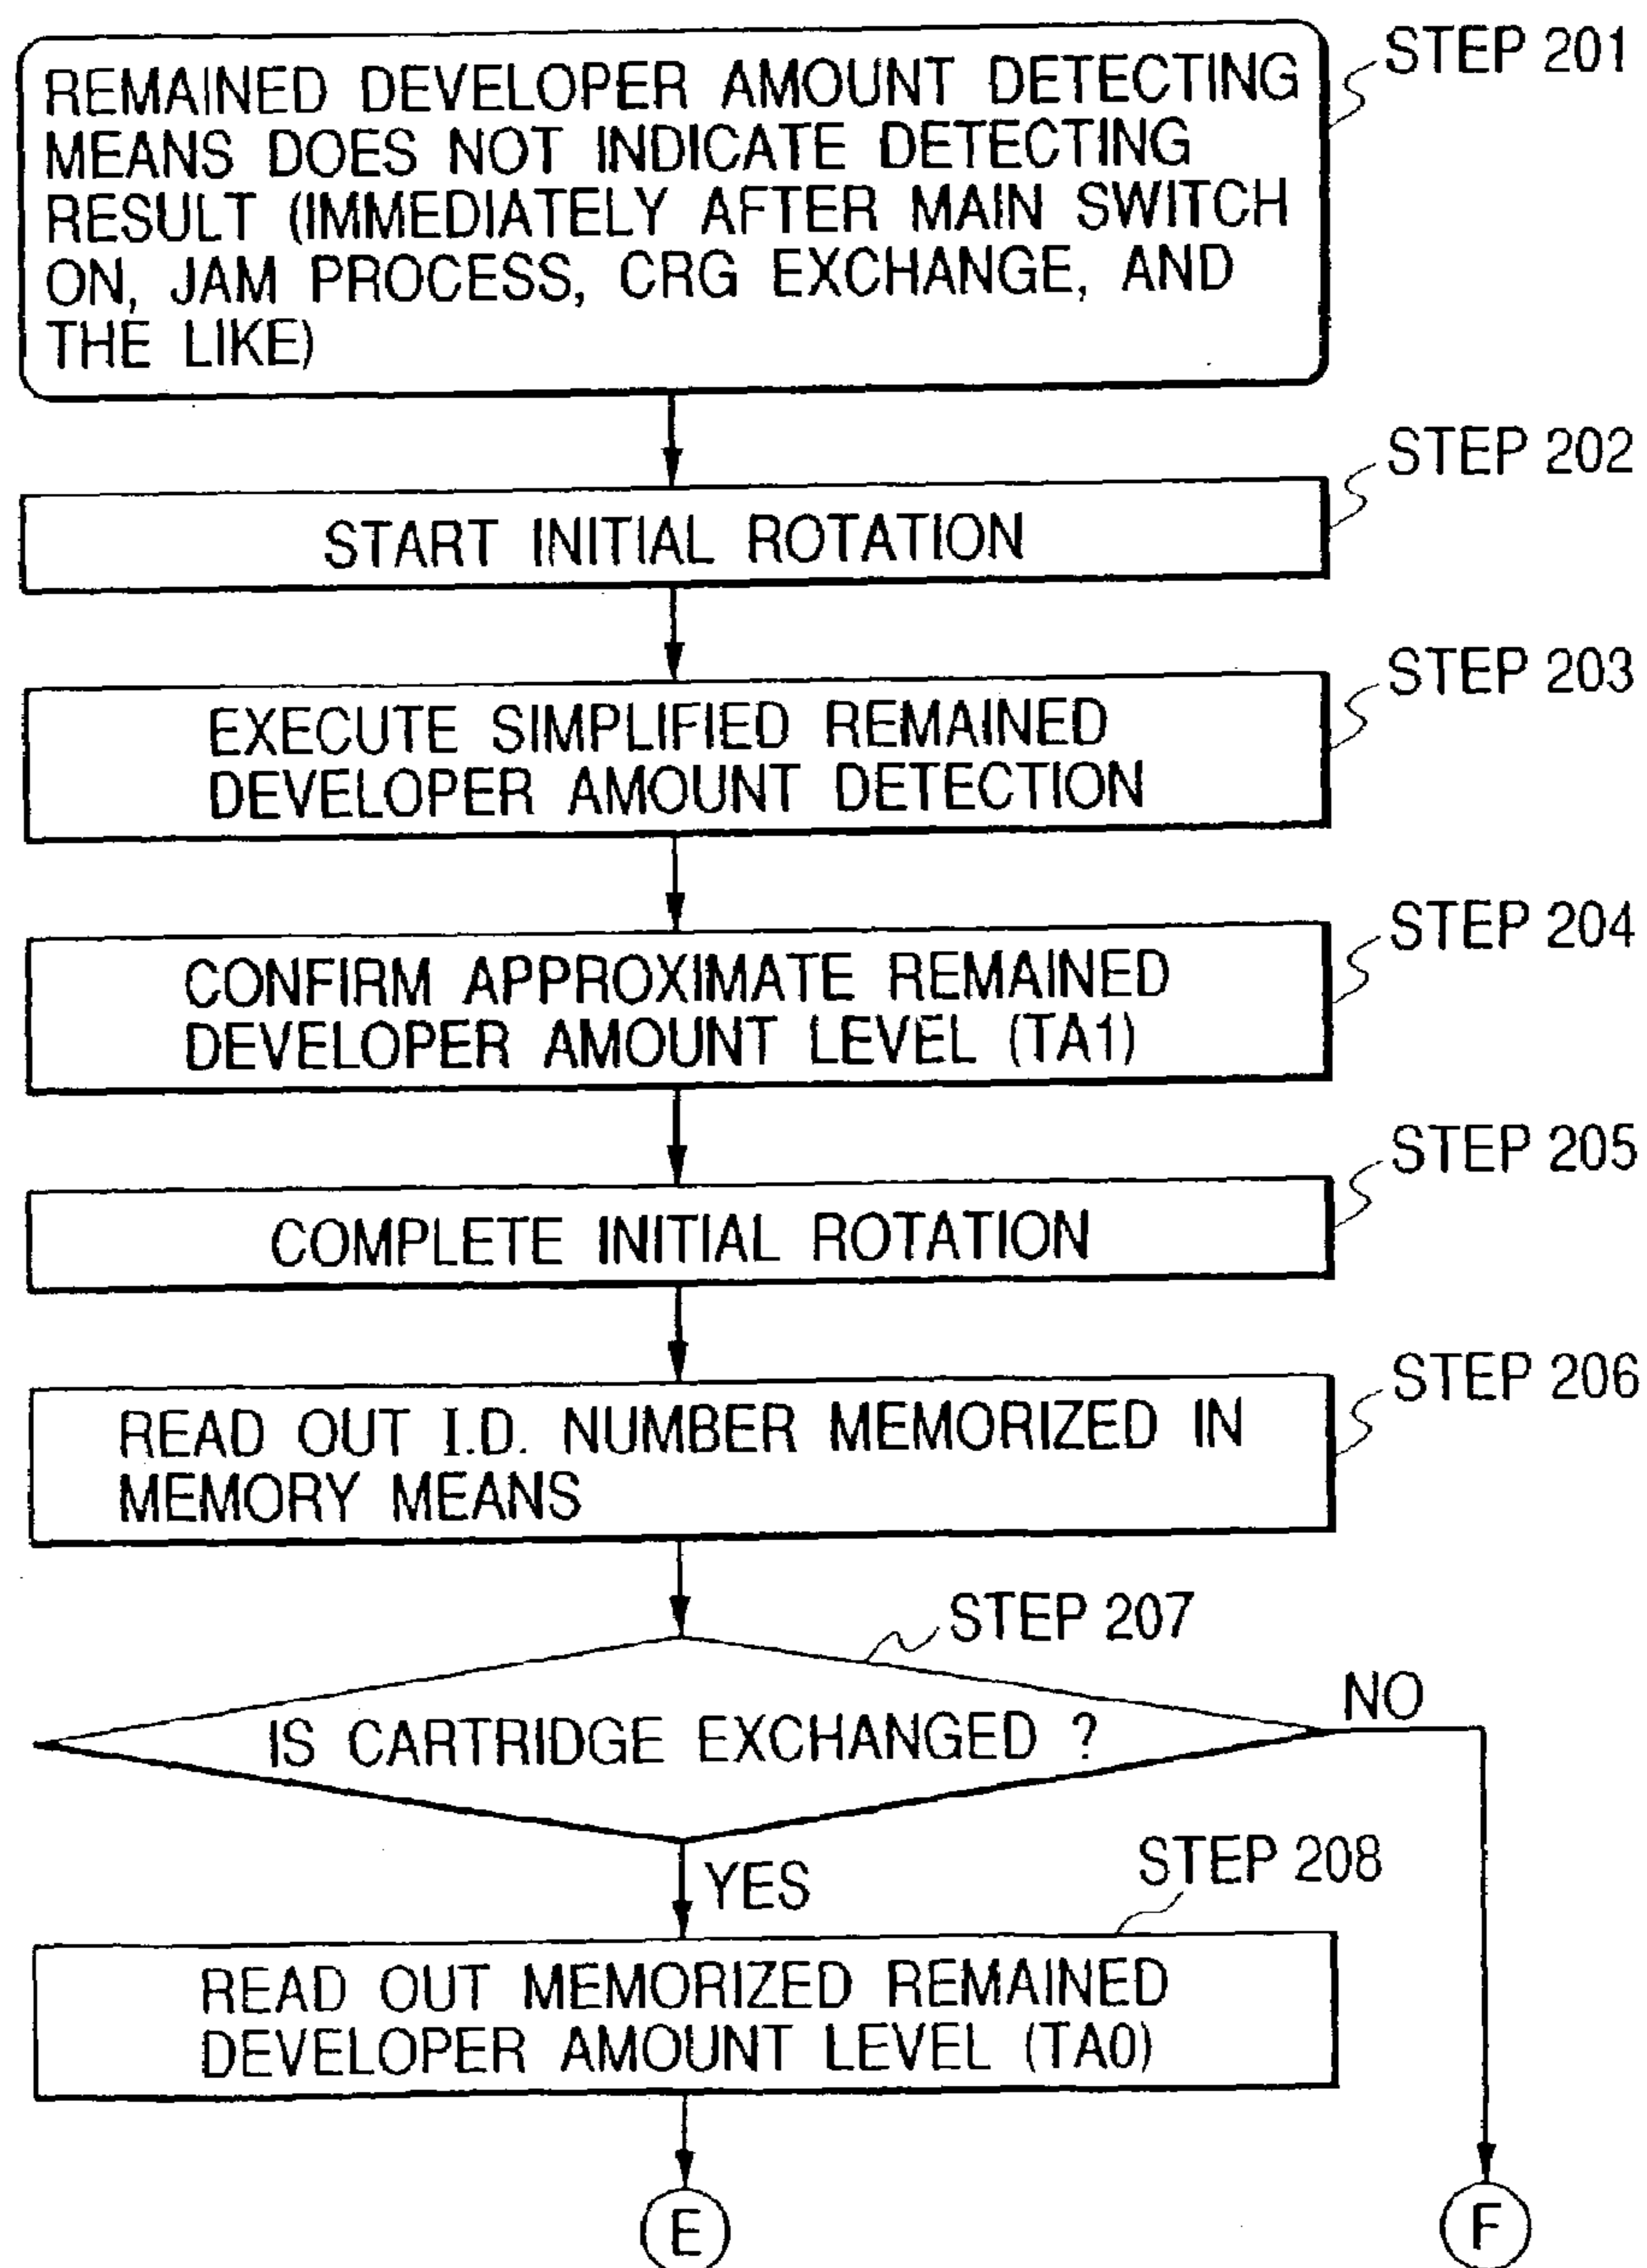 REMAINED DEVELOPER AMOUNT DETECTING
MEANS DOES NOT INDICATE DETECTING
RESULT (IMMEDIATELY AFTER MAIN SWITCH
ON, JAM PROCESS, CRG EXCHANGE, AND
THE LIKE)
STEP 201
STEP 202
START INITIAL ROTATION
STEP 203
EXECUTE SIMPLIFIED REMAINED
DEVELOPER AMOUNT DETECTION
STEP 204
CONFIRM APPROXIMATE REMAINED
DEVELOPER AMOUNT LEVEL (TA1)
STEP 205
COMPLETE INITIAL ROTATION
STEP 206
READ OUT I.D. NUMBER MEMORIZED IN
MEMORY MEANS
STEP 207
IS CARTRIDGE EXCHANGED ?
NO
YES
STEP 208
READ OUT MEMORIZED REMAINED
DEVELOPER AMOUNT LEVEL (TA0)
E
F